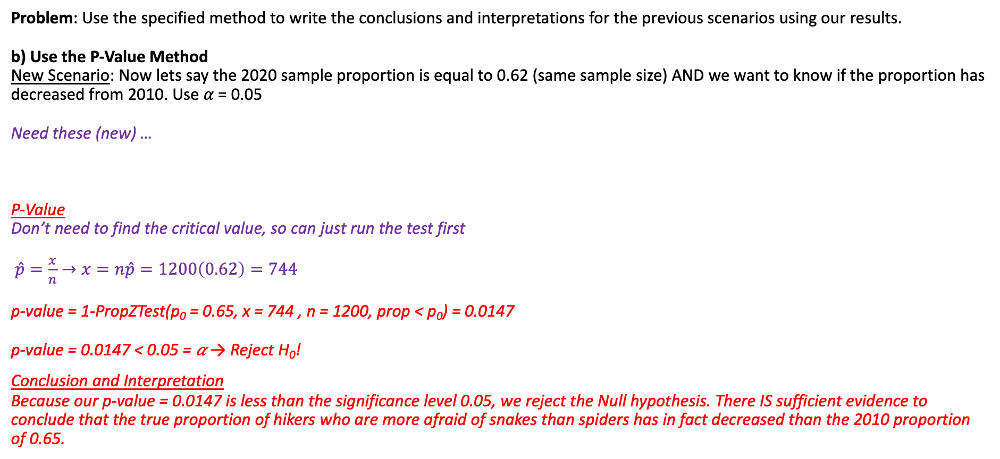 Problem: Use the specified method to write the conclusions and interpretations for the previous scenarios using our results.
b) Use the P-Value Method
New Scenario: Now lets say the 2020 sample proportion is equal to 0.62 (same sample size) AND we want to know if the proportion has
decreased from 2010. Use α = 0.05
Need these (new) ...
P-Value
Don't need to find the critical value, so can just run the test first
p̂ = x/n → x = np̂ = 1200(0.62) = 744
p-value = 1-PropZTest(p₀ = 0.65, x = 744 , n = 1200, prop < p₀) = 0.0147
p-value = 0.0147 < 0.05 = α → Reject H₀!
Conclusion and Interpretation
Because our p-value = 0.0147 is less than the significance level 0.05, we reject the Null hypothesis. There IS sufficient evidence to
conclude that the true proportion of hikers who are more afraid of snakes than spiders has in fact decreased than the 2010 proportion
of 0.65.